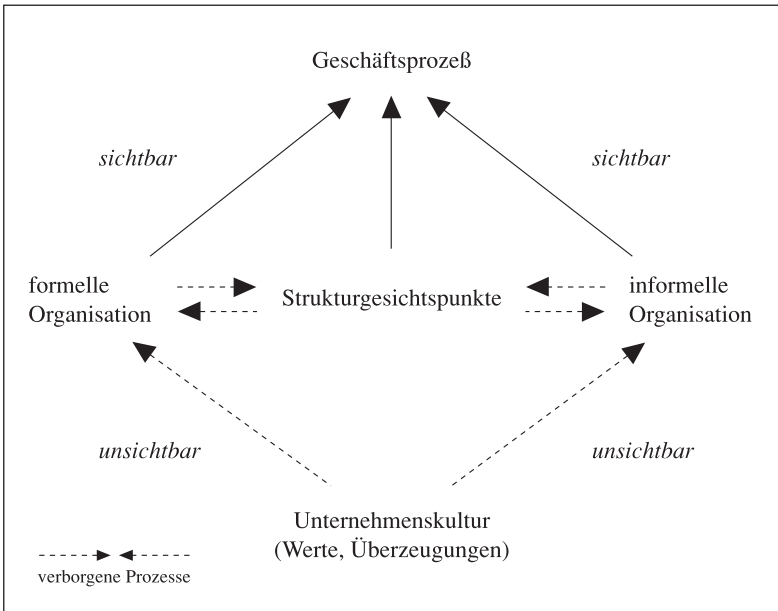 Geschäftsprozeß
sichtbar
sichtbar
formelle
Organisation
Strukturgesichtspunkte
informelle
Organisation
unsichtbar
unsichtbar
Unternehmenskultur
(Werte, Überzeugungen)
verborgene Prozesse